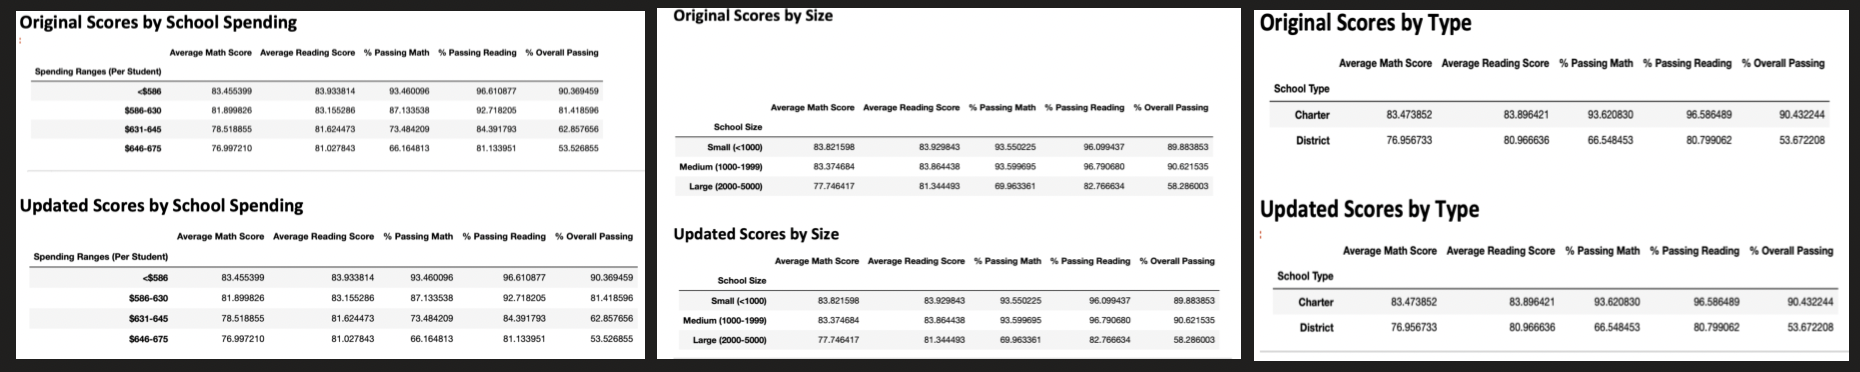 Original Scores by School Spending
Average Math Score Average Reading Score % Passing Math % Passing Reading % Overall Passing
Spending Ranges (Per Student)
<$586 83.455399 83.933814 93.460096 96.610877 90.369459
$586-630 81.899826 83.155286 87.133538 92.718205 81.418596
$631-645 78.518855 81.624473 73.484209 84.391793 62.857656
$646-675 76.997210 81.027843 66.164813 81.133951 53.526855
Updated Scores by School Spending
Average Math Score Average Reading Score % Passing Math % Passing Reading % Overall Passing
Spending Ranges (Per Student)
<$586 83.455399 83.933814 93.460096 96.610877 90.369459
$586-630 81.899826 83.155286 87.133538 92.718205 81.418596
$631-645 78.518855 81.624473 73.484209 84.391793 62.857656
$646-675 76.997210 81.027843 66.164813 81.133951 53.526855
Original Scores by Size
Average Math Score Average Reading Score % Passing Math % Passing Reading % Overall Passing
School Size
Small (<1000) 83.821598 83.929843 93.550225 96.099437 89.883853
Medium (1000-1999) 83.374684 83.864438 93.599695 96.790680 90.621535
Large (2000-5000) 77.746417 81.344493 69.963361 82.766634 58.286003
Updated Scores by Size
Average Math Score Average Reading Score % Passing Math % Passing Reading % Overall Passing
School Size
Small (<1000) 83.821598 83.929843 93.550225 96.099437 89.883853
Medium (1000-1999) 83.374684 83.864438 93.599695 96.790680 90.621535
Large (2000-5000) 77.746417 81.344493 69.963361 82.766634 58.286003
Original Scores by Type
Average Math Score Average Reading Score % Passing Math % Passing Reading % Overall Passing
School Type
Charter 83.473852 83.896421 93.620830 96.586489 90.432244
District 76.956733 80.966636 66.548453 80.799062 53.672208
Updated Scores by Type
Average Math Score Average Reading Score % Passing Math % Passing Reading % Overall Passing
School Type
Charter 83.473852 83.896421 93.620830 96.586489 90.432244
District 76.956733 80.966636 66.548453 80.799062 53.672208